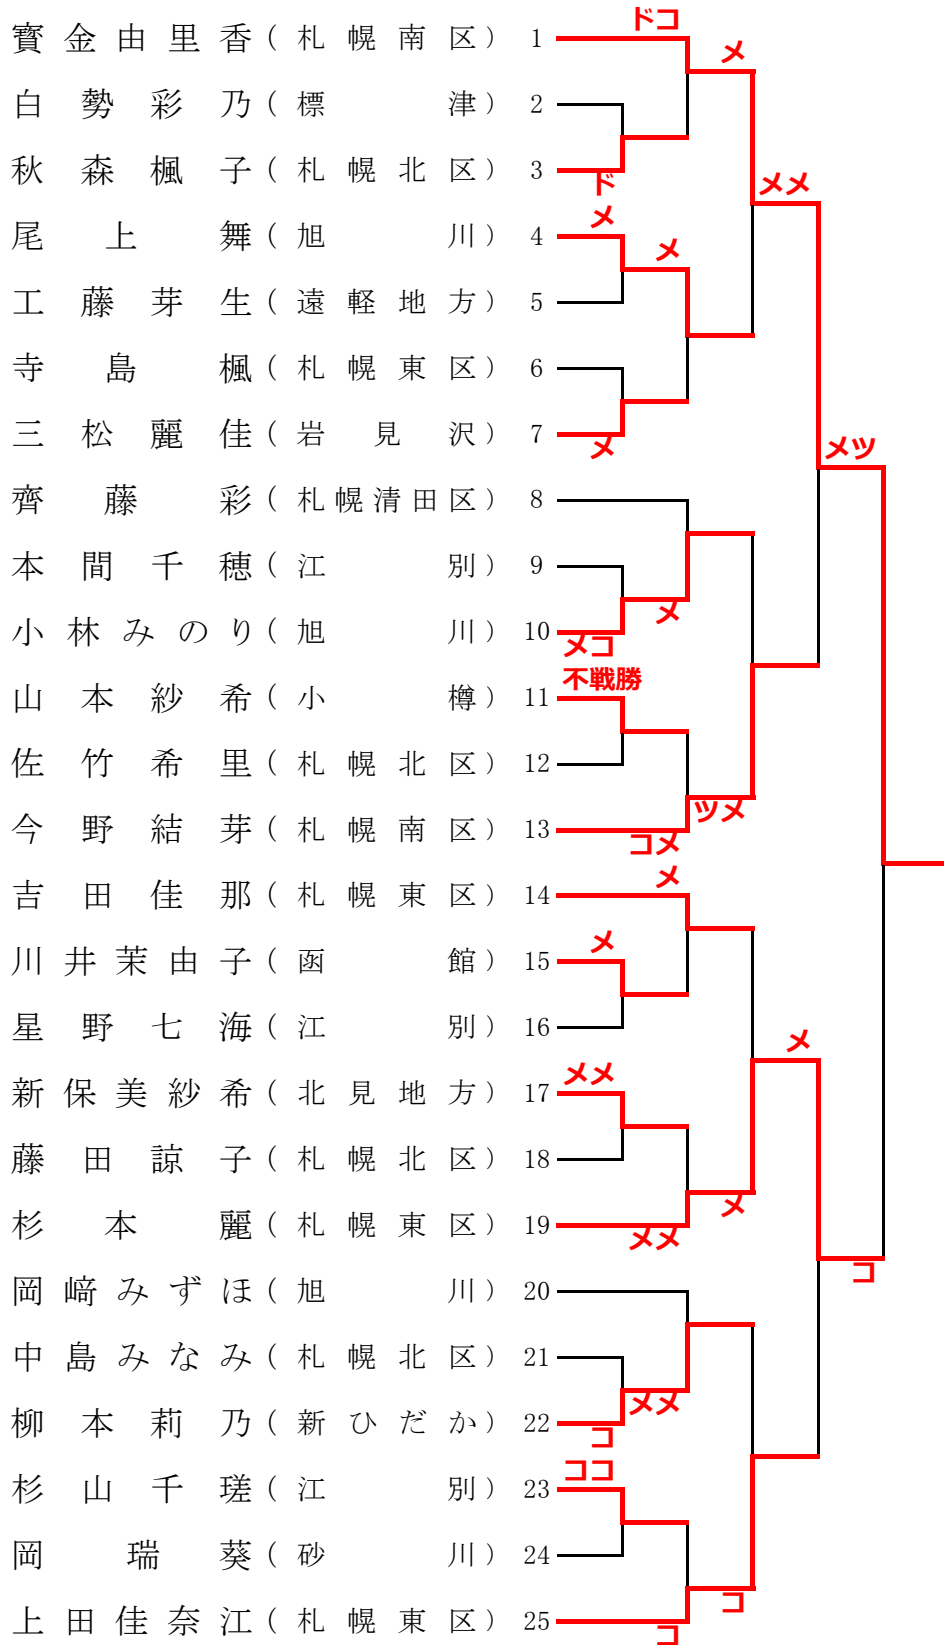 ドコ
寳金由里香(札幌南区) 1
メ
白勢彩乃(標津) 2
秋森楓子(札幌北区) 3
ド
メメ
メ
尾上舞(旭川) 4
メ
工藤芽生(遠軽地方) 5
寺島楓(札幌東区) 6
三松麗佳(岩見沢) 7
メ
メツ
齊藤彩(札幌清田区) 8
本間千穂(江別) 9
メ
小林みのり(旭川) 10
メコ
不戦勝
山本紗希(小樽) 11
佐竹希里(札幌北区) 12
ツメ
今野結芽(札幌南区) 13
コメ
メ
吉田佳那(札幌東区) 14
メ
川井茉由子(函館) 15
星野七海(江別) 16
メ
メメ
新保美紗希(北見地方) 17
藤田諒子(札幌北区) 18
メ
杉本麗(札幌東区) 19
メメ
コ
岡﨑みずほ(旭川) 20
中島みなみ(札幌北区) 21
メメ
柳本莉乃(新ひだか) 22
コ
ココ
杉山千瑳(江別) 23
岡瑞葵(砂川) 24
コ
上田佳奈江(札幌東区) 25
コ